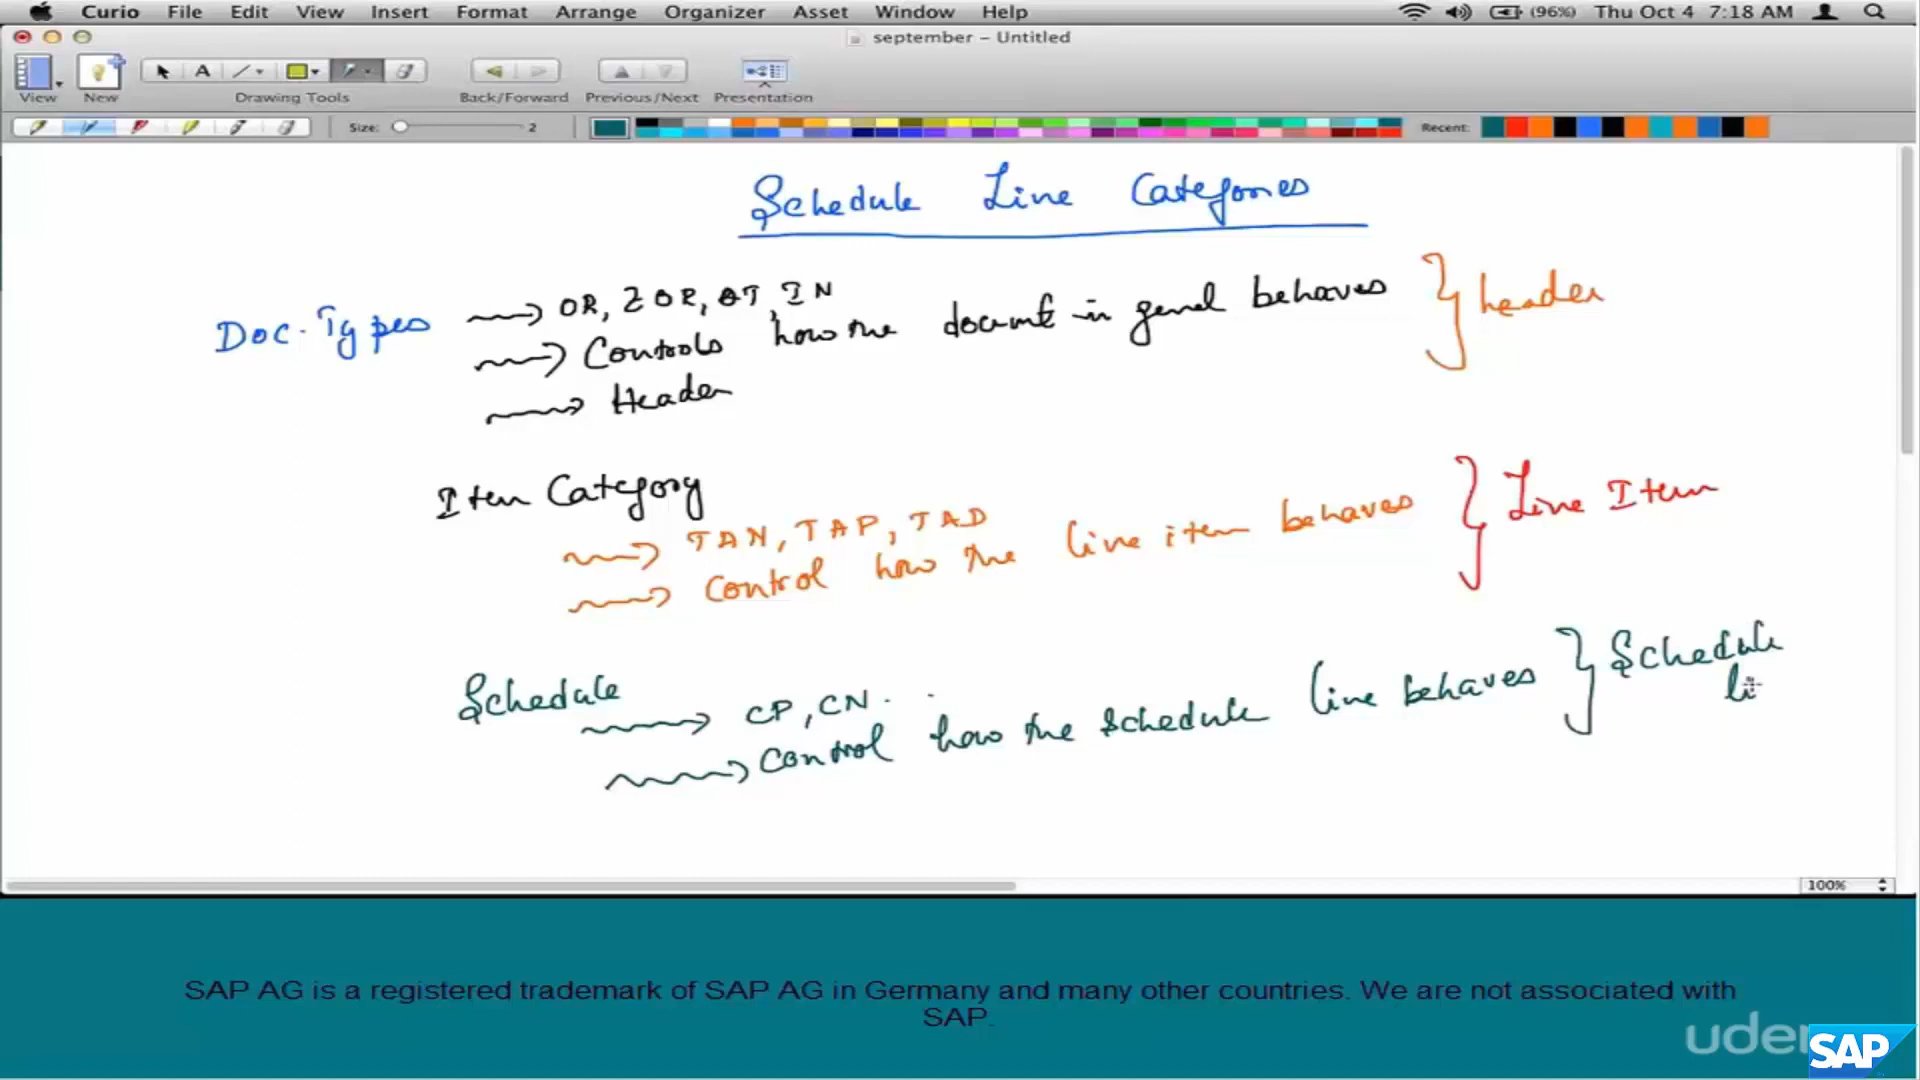 Curio File Edit View Insert Format Arrange Organizer Asset Window Help (96%) Thu Oct 4 7:18 AM
september – Untitled
View New Drawing Tools Back/Forward Previous/Next Presentation
Size: 2 Recent:
Schedule Line Categories
Doc. Types OR, ZOR, OT, IN
Controls how the documt in genel behaves } header
Header
Item Category
TAN, TAP, TAD
Control how the line item behaves } Line Item
Schedule
CP, CN.
Control how the Schedule line behaves } Schedule
li
100%
SAP AG is a registered trademark of SAP AG in Germany and many other countries. We are not associated with
SAP.
SAP